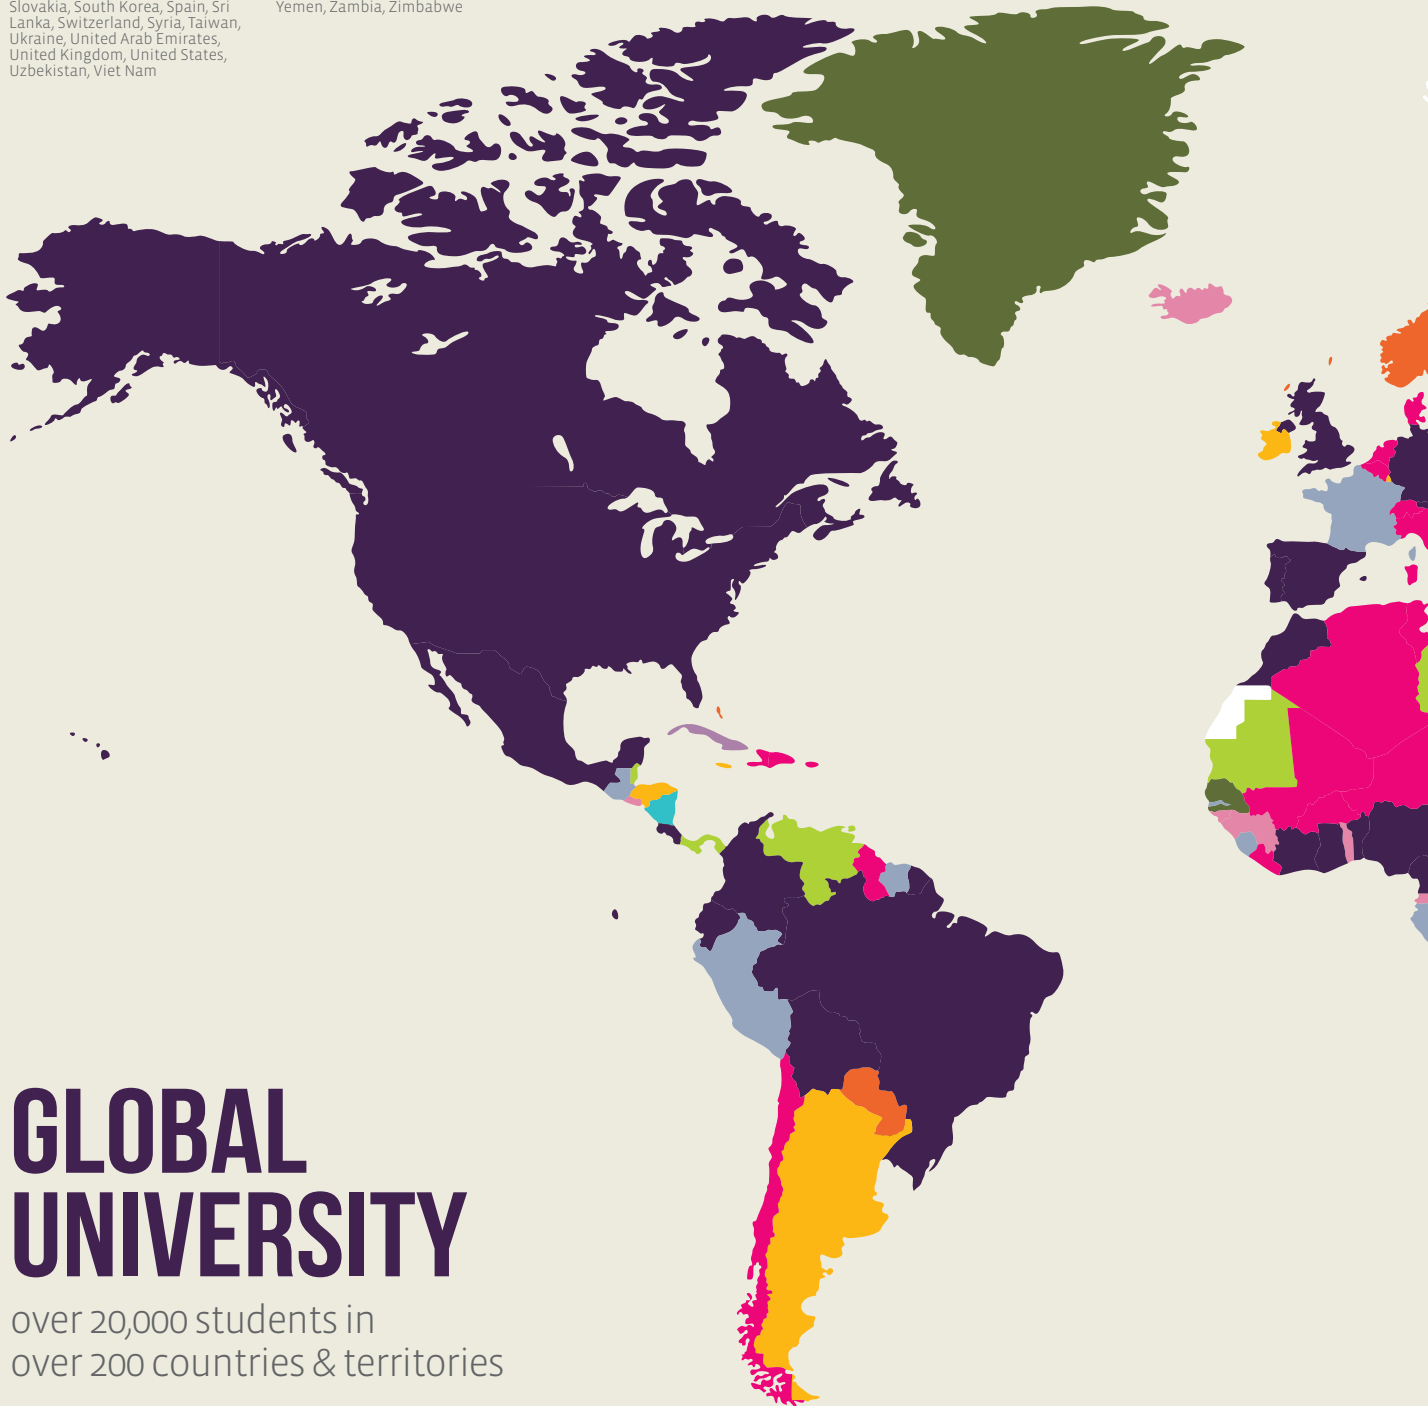 Slovakia, South Korea, Spain, Sri
Lanka, Switzerland, Syria, Taiwan,
Ukraine, United Arab Emirates,
United Kingdom, United States,
Uzbekistan, Viet Nam
Yemen, Zambia, Zimbabwe
GLOBAL
UNIVERSITY
over 20,000 students in
over 200 countries & territories